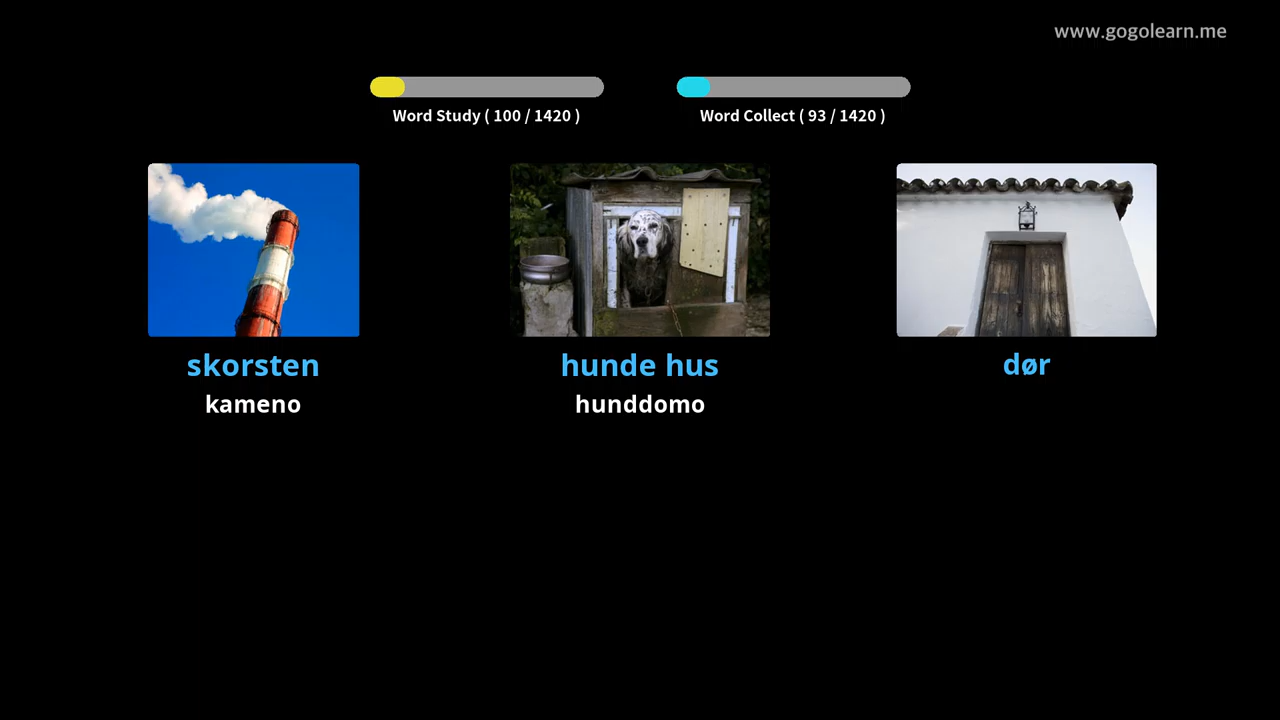 www.gogolearn.me
Word Study ( 100 / 1420 )
Word Collect ( 93 / 1420 )
skorsten
hunde hus
dør
kameno
hunddomo